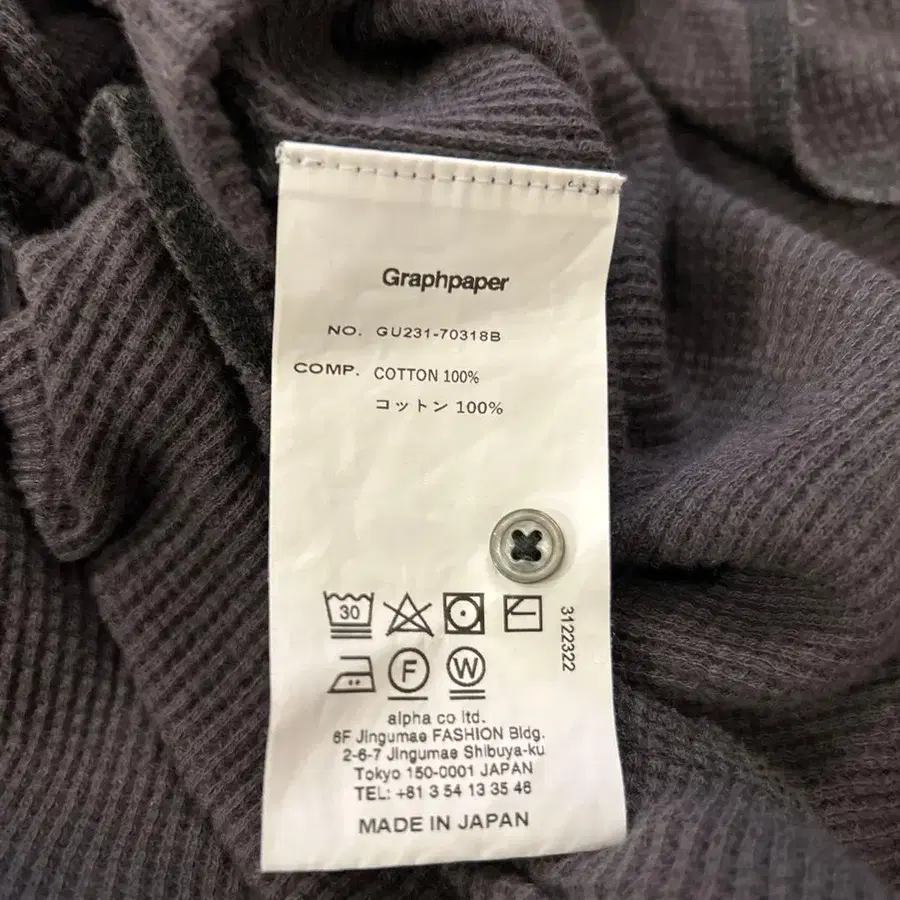 Graphpaper
NO. GU231-70318B
COMP. COTTON 100%
コットン 100%
30
3122322
F W
alpha co ltd.
6F Jingumae FASHION Bldg.
2-6-7 Jingumae Shibuya-ku
Tokyo 150-0001 JAPAN
TEL: +81 3 54 13 35 46
MADE IN JAPAN